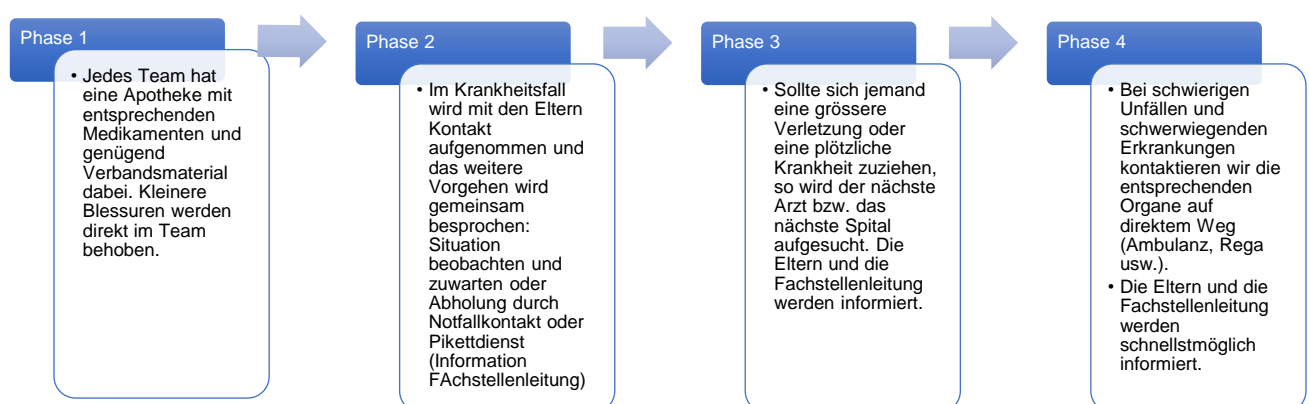 Phase 1
• Jedes Team hat
eine Apotheke mit
entsprechenden
Medikamenten und
genügend
Verbandsmaterial
dabei. Kleinere
Blessuren werden
direkt im Team
behoben.
Phase 2
• Im Krankheitsfall
wird mit den Eltern
Kontakt
aufgenommen und
das weitere
Vorgehen wird
gemeinsam
besprochen:
Situation
beobachten und
zuwarten oder
Abholung durch
Notfallkontakt oder
Pikettdienst
(Information
FAchstellenleitung)
Phase 3
• Sollte sich jemand
eine grössere
Verletzung oder
eine plötzliche
Krankheit zuziehen,
so wird der nächste
Arzt bzw. das
nächste Spital
aufgesucht. Die
Eltern und die
Fachstellenleitung
werden informiert.
Phase 4
• Bei schwierigen
Unfällen und
schwerwiegenden
Erkrankungen
kontaktieren wir die
entsprechenden
Organe auf
direktem Weg
(Ambulanz, Rega
usw.).
• Die Eltern und die
Fachstellenleitung
werden
schnellstmöglich
informiert.